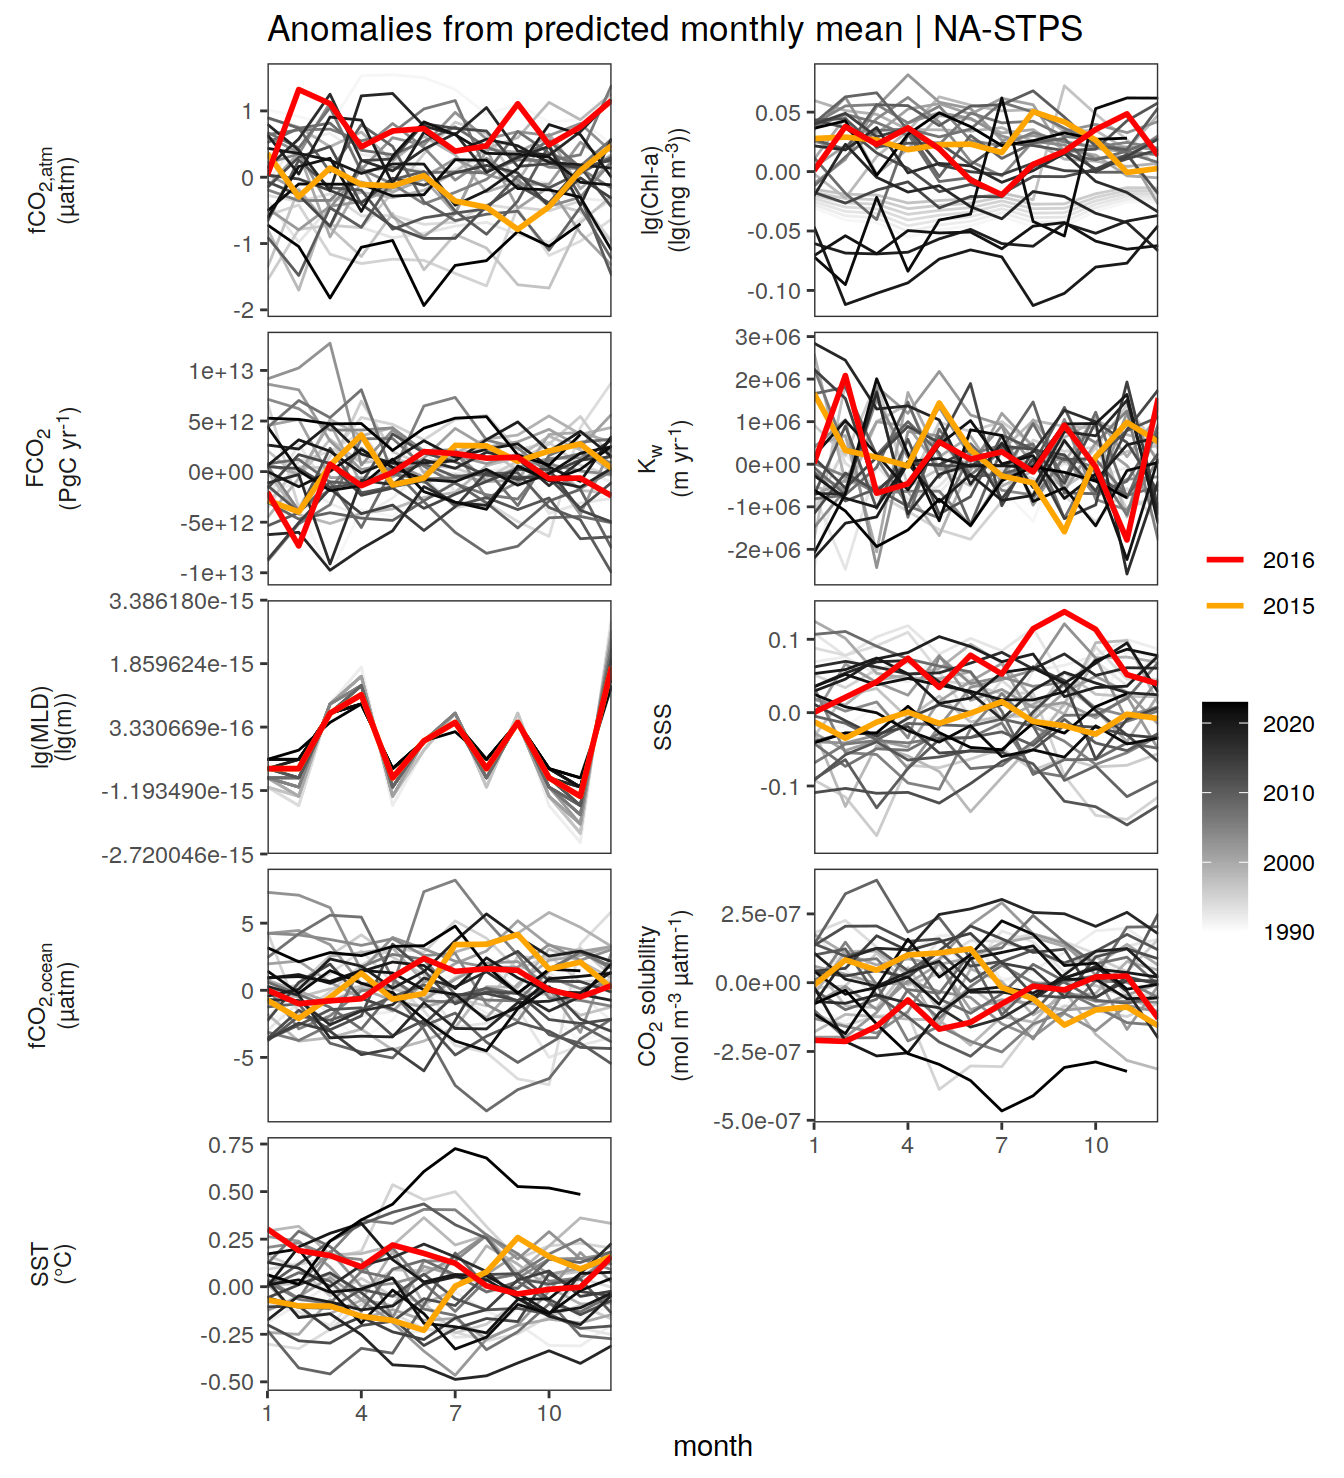 Anomalies from predicted monthly mean | NA-STPS
fCO2,atm
(µatm)
1
0
-1
-2
lg(Chl-a)
(lg(mg m-3))
0.05
0.00
-0.05
-0.10
FCO2
(PgC yr-1)
1e+13
5e+12
0e+00
-5e+12
-1e+13
Kw
(m yr-1)
3e+06
2e+06
1e+06
0e+00
-1e+06
-2e+06
lg(MLD)
(lg(m))
3.386180e-15
1.859624e-15
3.330669e-16
-1.193490e-15
-2.720046e-15
SSS
0.1
0.0
-0.1
fCO2,ocean
(µatm)
5
0
-5
CO2 solubility
(mol m-3 µatm-1)
2.5e-07
0.0e+00
-2.5e-07
-5.0e-07
1 4 7 10
SST
(°C)
0.75
0.50
0.25
0.00
-0.25
-0.50
1 4 7 10
month
2016
2015
2020
2010
2000
1990